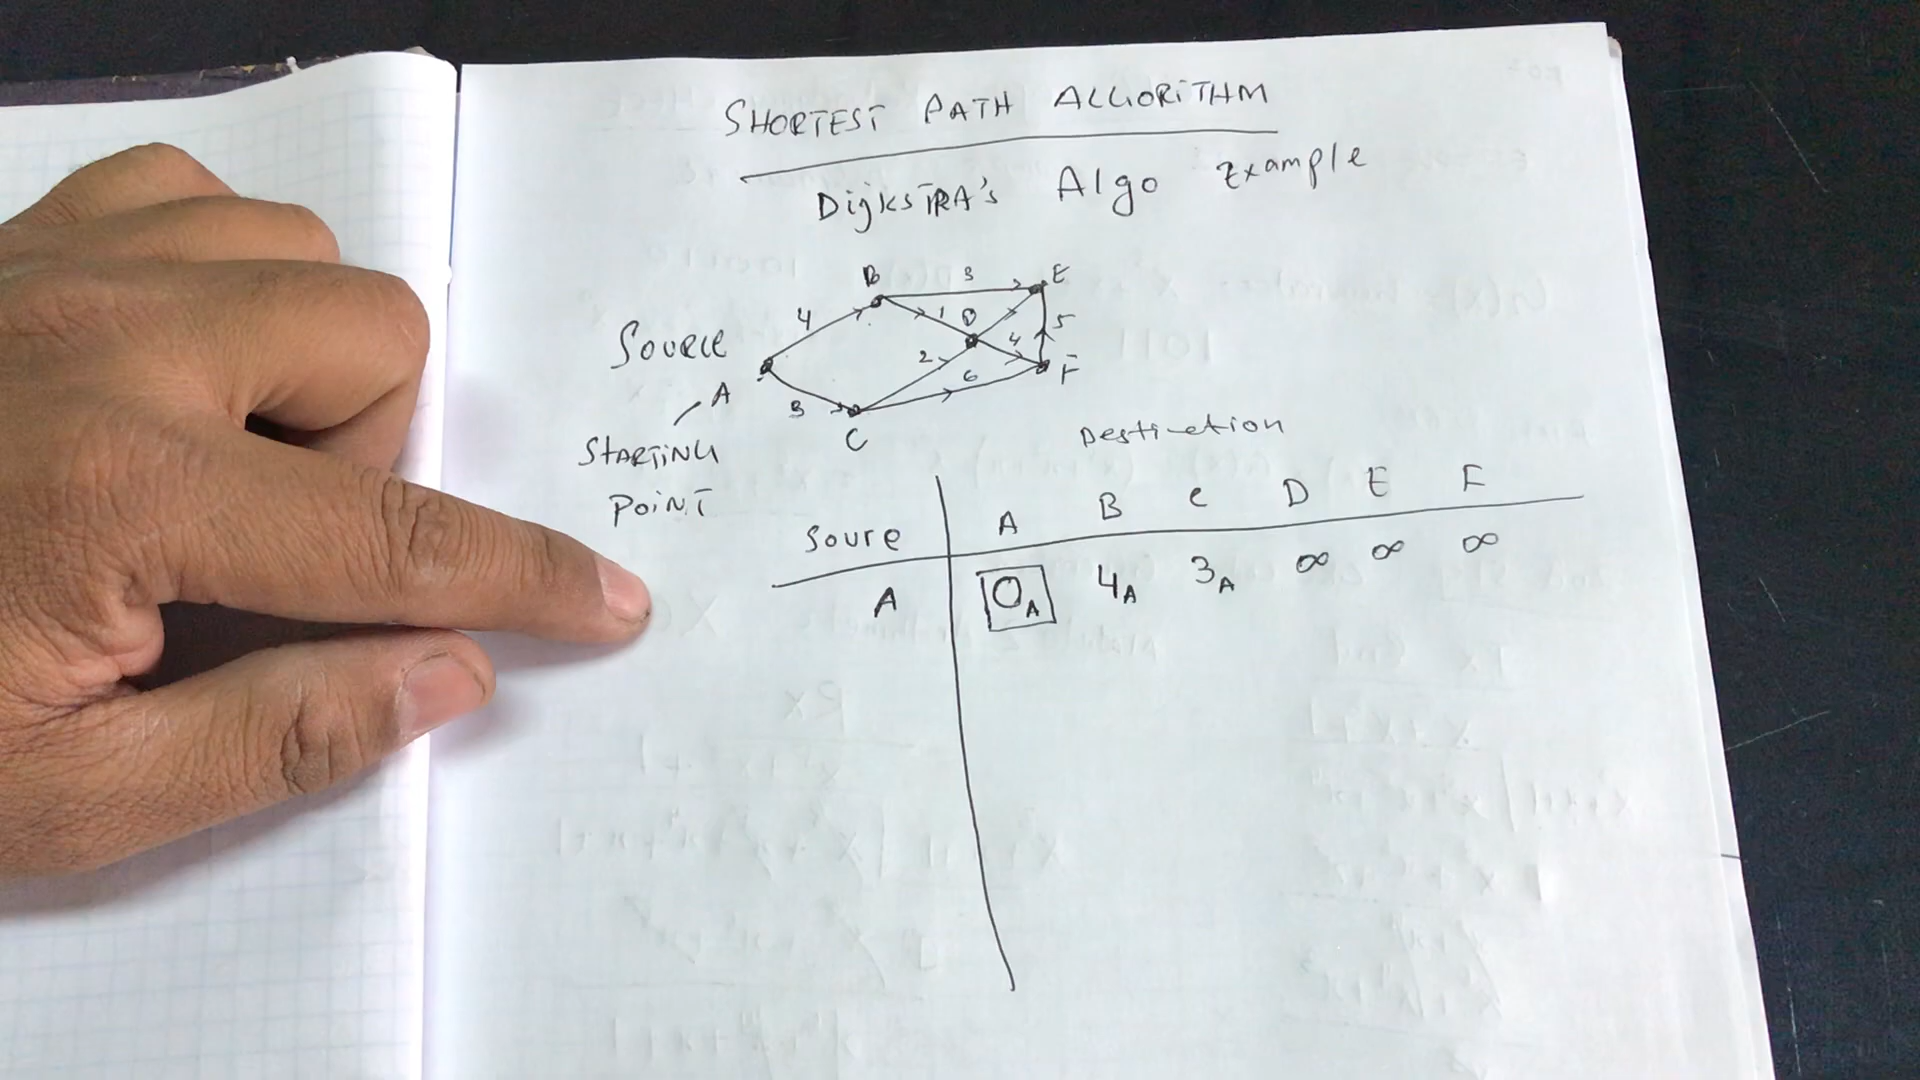 SHORTEST PATH ALGORITHM
DijksTRA's Algo Example
B 3 E
4 1 D
Source 2 4 5
A 3 6 F
C
STARTING
POINT
Destination
Soure A B C D E F
A 0A 4A 3A ∞ ∞ ∞